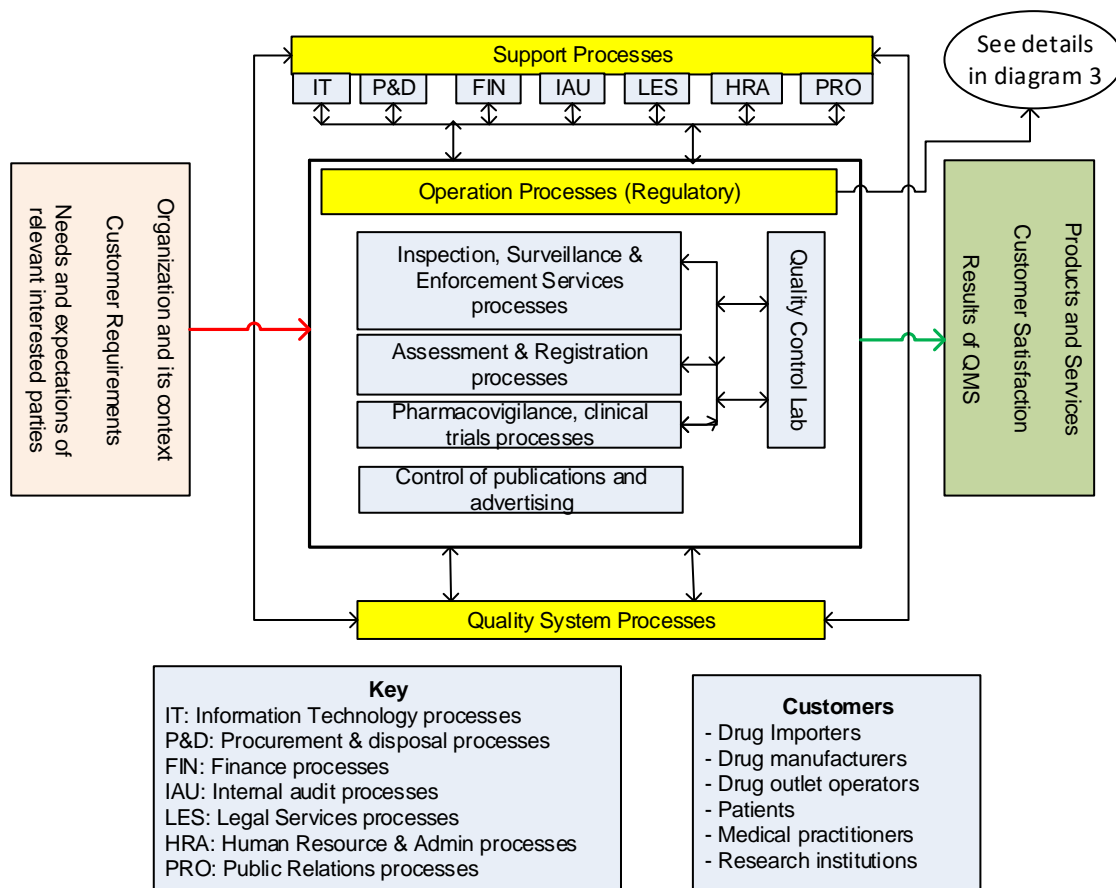 Support Processes
See details
in diagram 3
IT
P&D
FIN
IAU
LES
HRA
PRO
Operation Processes (Regulatory)
Organization and its context
Customer Requirements
Needs and expectations of
relevant interested parties
Inspection, Surveillance &
Enforcement Services
processes
Assessment & Registration
processes
Pharmacovigilance, clinical
trials processes
Control of publications and
advertising
Quality Control Lab
Products and Services
Customer Satisfaction
Results of QMS
Quality System Processes
Key
IT: Information Technology processes
P&D: Procurement & disposal processes
FIN: Finance processes
IAU: Internal audit processes
LES: Legal Services processes
HRA: Human Resource & Admin processes
PRO: Public Relations processes
Customers
- Drug Importers
- Drug manufacturers
- Drug outlet operators
- Patients
- Medical practitioners
- Research institutions